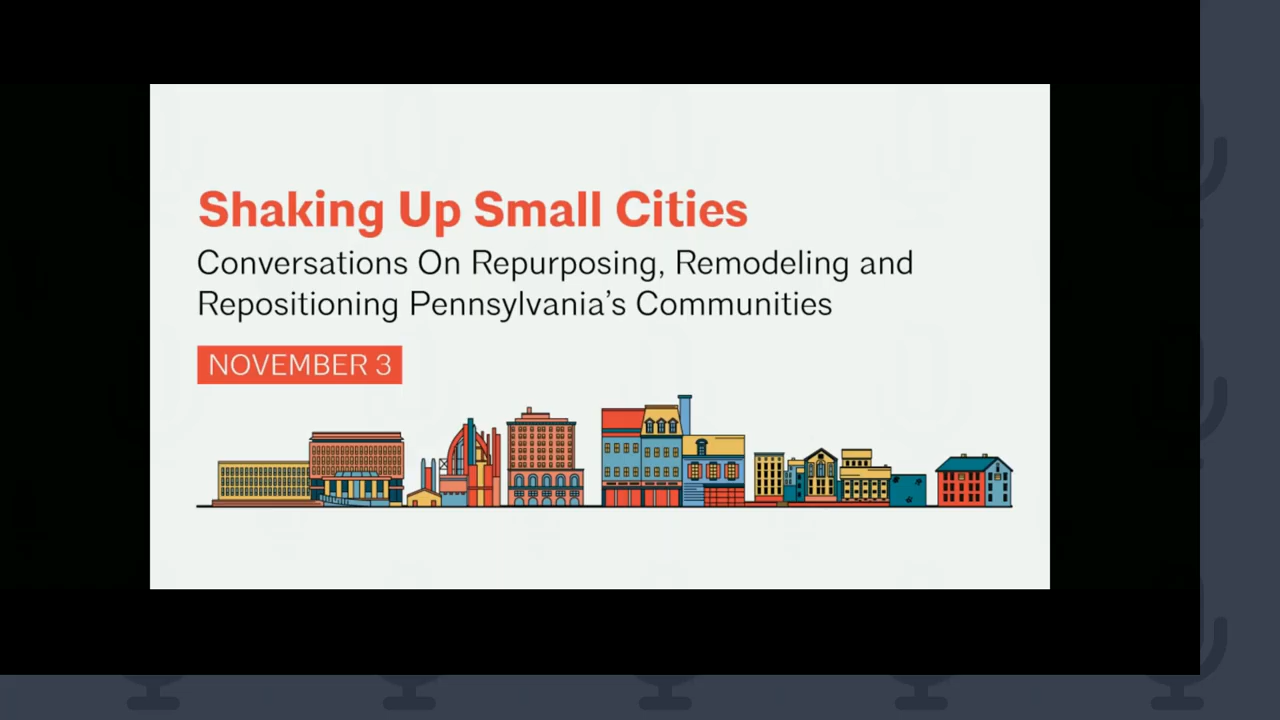 Shaking Up Small Cities
Conversations On Repurposing, Remodeling and
Repositioning Pennsylvania’s Communities
NOVEMBER 3